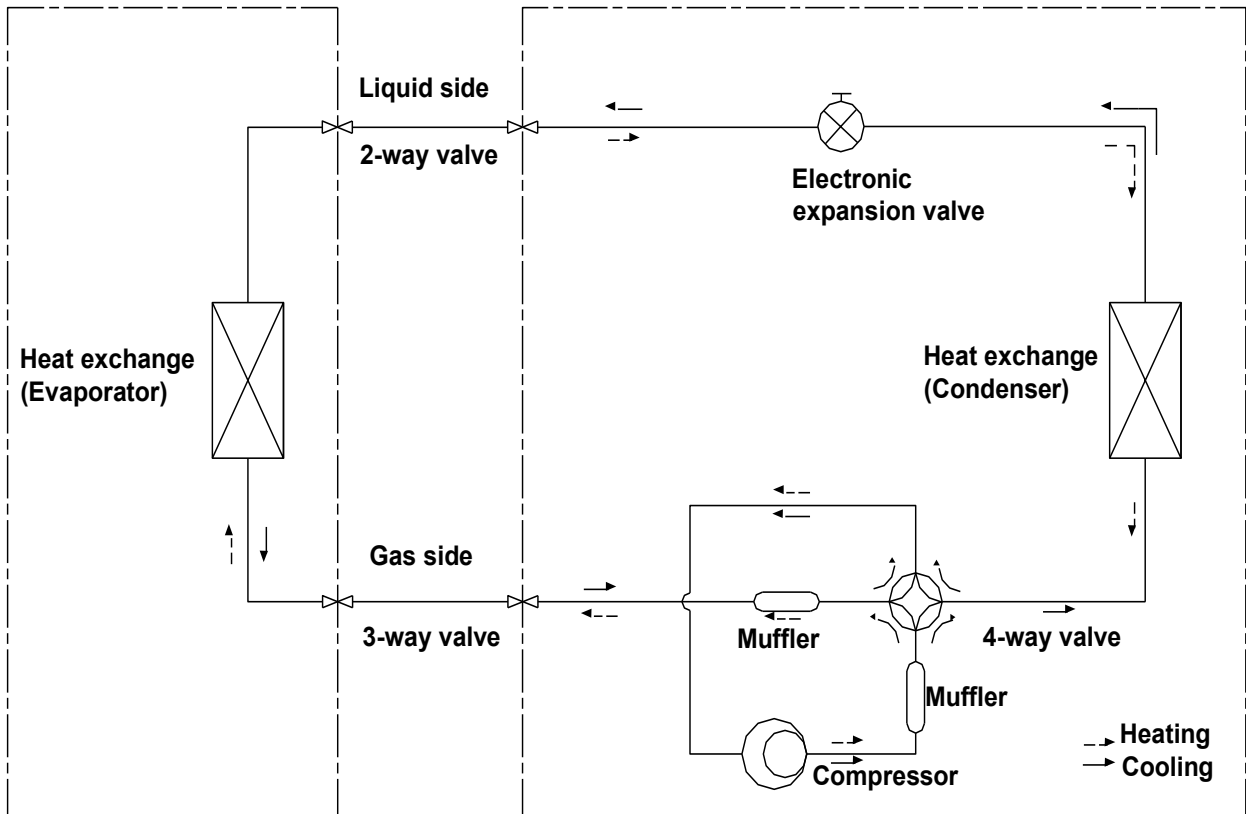 Liquid side
2-way valve
Electronic
expansion valve
Heat exchange
(Evaporator)
Heat exchange
(Condenser)
Gas side
3-way valve
Muffler
4-way valve
Muffler
Compressor
Heating
Cooling